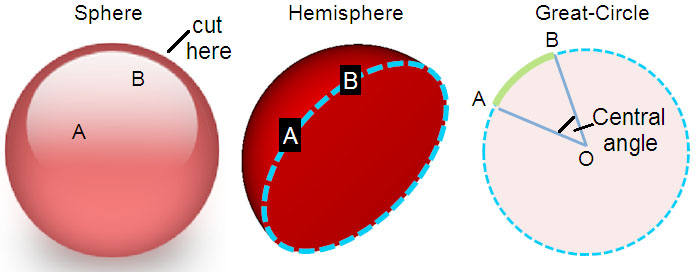 Sphere
cut
here
B
A
Hemisphere
B
A
Great-Circle
B
A
Central
angle
O